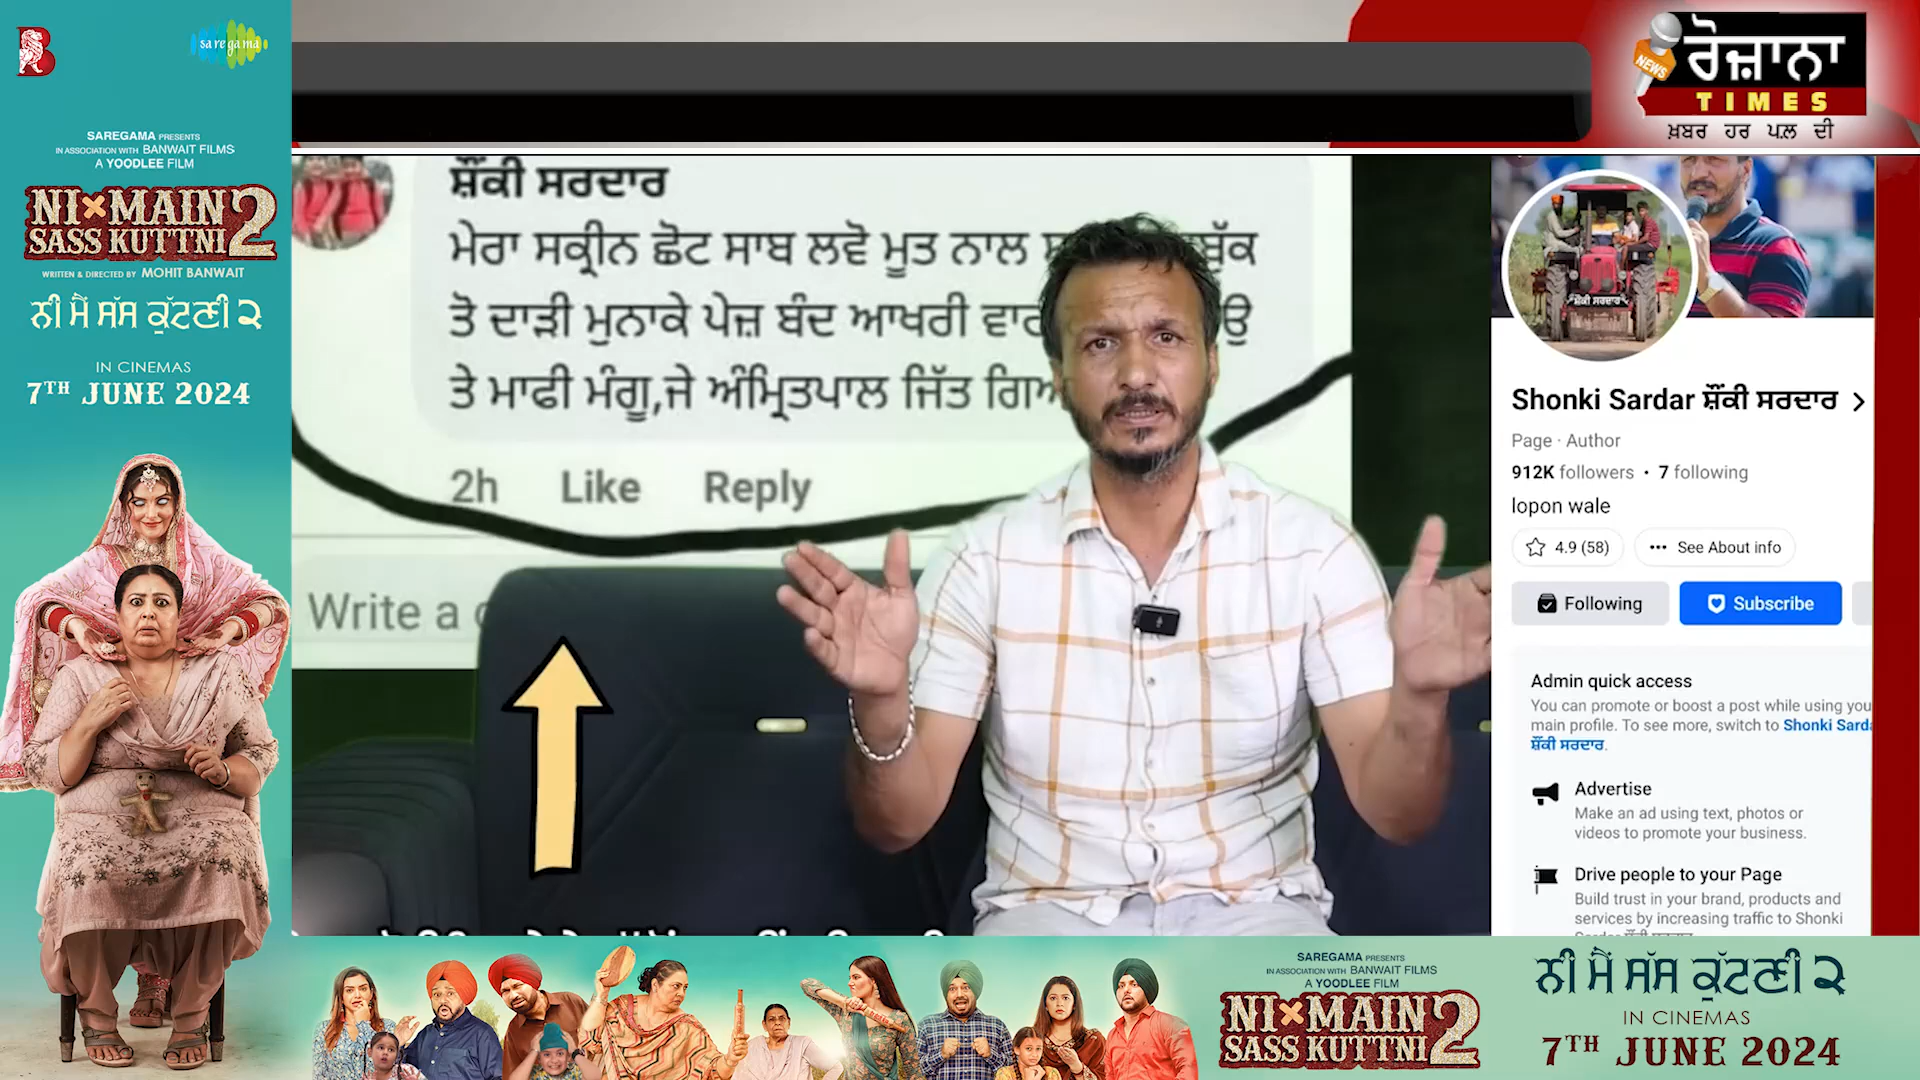 B
sa re ga ma
SAREGAMA PRESENTS
IN ASSOCIATION WITH BANWAIT FILMS
A YOODLEE FILM
NI MAIN
SASS KUTTNI 2
WRITTEN & DIRECTED BY MOHIT BANWAIT
ਨੀ ਮੈਂ ਸੱਸ ਕੁੱਟਣੀ ੨
IN CINEMAS
7TH JUNE 2024
NEWS
ਰੋਜ਼ਾਨਾ
TIMES
ਖ਼ਬਰ ਹਰ ਪਲ ਦੀ
ਸ਼ੌਂਕੀ ਸਰਦਾਰ
ਮੇਰਾ ਸਕ੍ਰੀਨ ਛੋਟ ਸਾਬ ਲਵੋ ਮੂਤ ਨਾਲ
ਤੋ ਦਾੜੀ ਮੁਨਾਕੇ ਪੇਜ਼ ਬੰਦ ਆਖਰੀ ਵਾਰ
ਤੇ ਮਾਫੀ ਮੰਗੂ,ਜੇ ਅੰਮ੍ਰਿਤਪਾਲ ਜਿੱਤ ਗਿਆ
2h Like Reply
Write a c
ਸ਼ੌਂਕੀ ਸਰਦਾਰ
Shonki Sardar ਸ਼ੌਂਕੀ ਸਰਦਾਰ >
Page · Author
912K followers • 7 following
lopon wale
4.9 (58) ••• See About info
Following Subscribe
Admin quick access
You can promote or boost a post while using you
main profile. To see more, switch to Shonki Sarda
ਸ਼ੌਂਕੀ ਸਰਦਾਰ.
Advertise
Make an ad using text, photos or
videos to promote your business.
Drive people to your Page
Build trust in your brand, products and
services by increasing traffic to Shonki
SAREGAMA PRESENTS
IN ASSOCIATION WITH BANWAIT FILMS
A YOODLEE FILM
NI MAIN
SASS KUTTNI 2
ਨੀ ਮੈਂ ਸੱਸ ਕੁੱਟਣੀ ੨
IN CINEMAS
7TH JUNE 2024